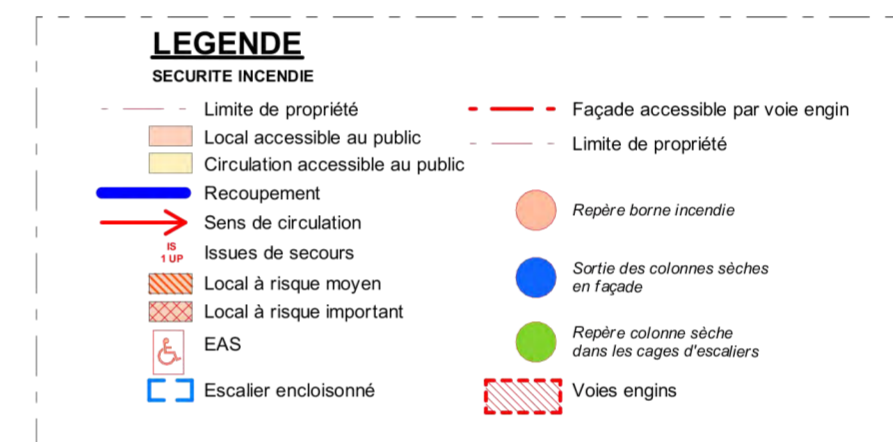 LEGENDE
SECURITE INCENDIE
Limite de propriété
Local accessible au public
Circulation accessible au public
Recoupement
Sens de circulation
IS
1 UP
Issues de secours
Local à risque moyen
Local à risque important
EAS
Escalier encloisonné
Façade accessible par voie engin
Limite de propriété
Repère borne incendie
Sortie des colonnes sèches
en façade
Repère colonne sèche
dans les cages d'escaliers
Voies engins